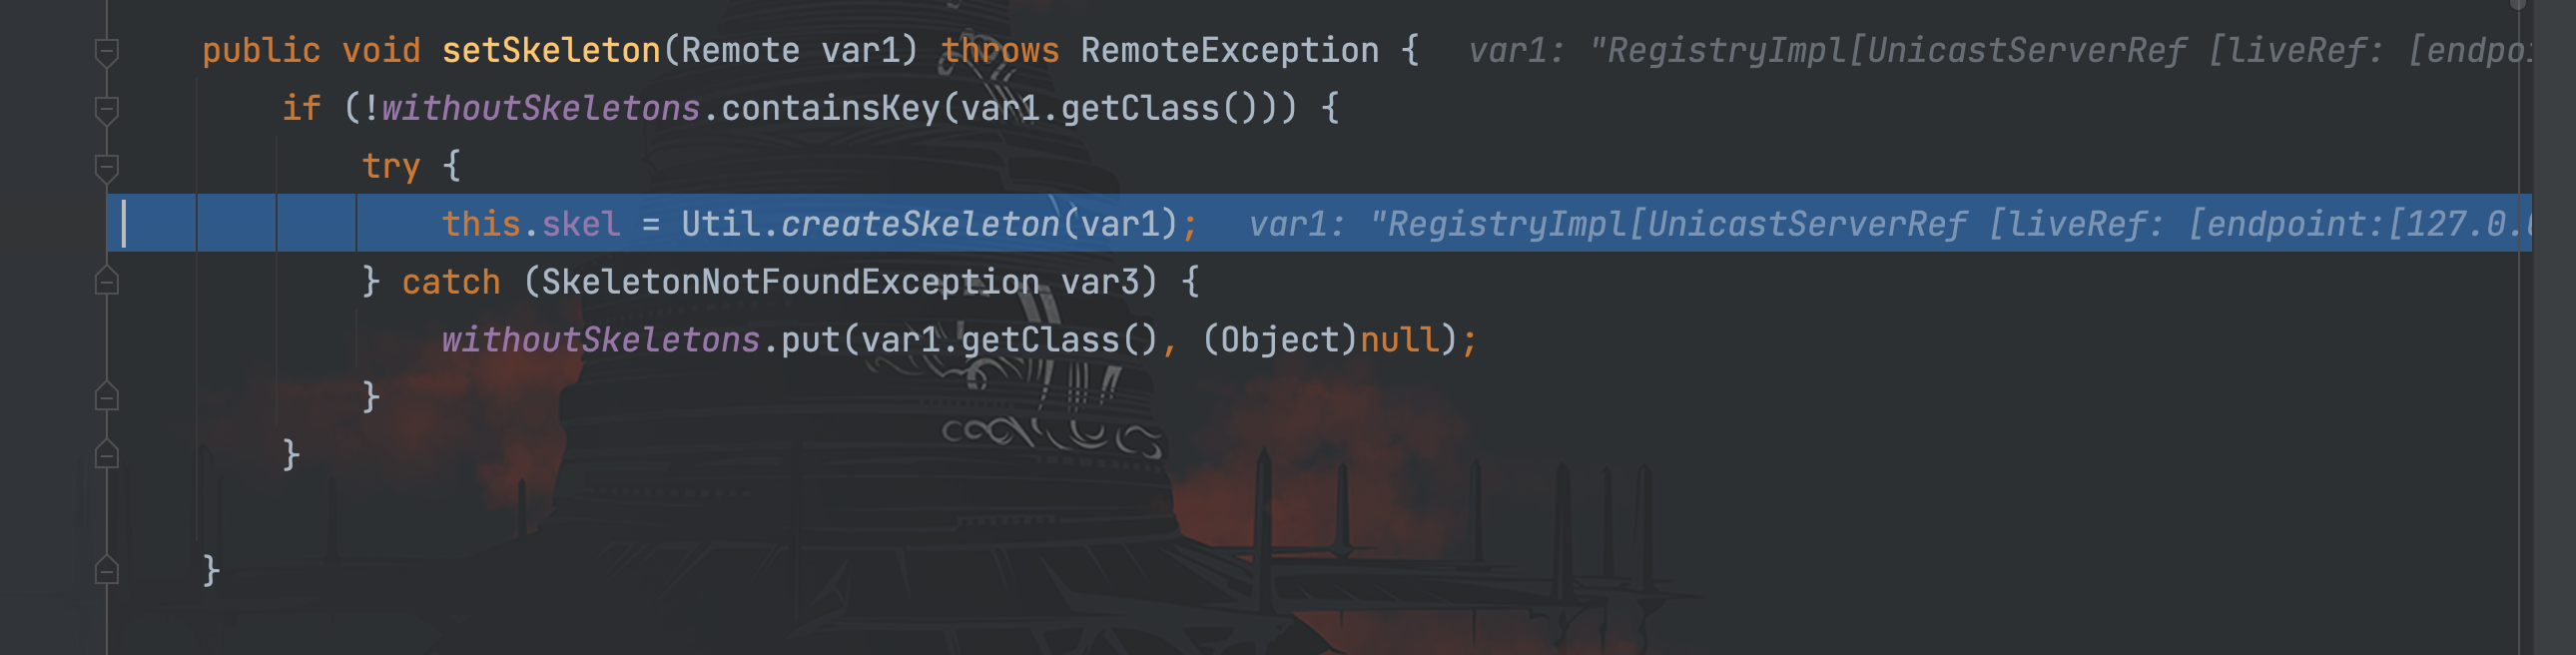 public void setSkeleton(Remote var1) throws RemoteException {  var1: "RegistryImpl[UnicastServerRef [liveRef: [endpoi
if (!withoutSkeletons.containsKey(var1.getClass())) {
try {
this.skel = Util.createSkeleton(var1);  var1: "RegistryImpl[UnicastServerRef [liveRef: [endpoint:[127.0.0
} catch (SkeletonNotFoundException var3) {
withoutSkeletons.put(var1.getClass(), (Object)null);
}
}
}